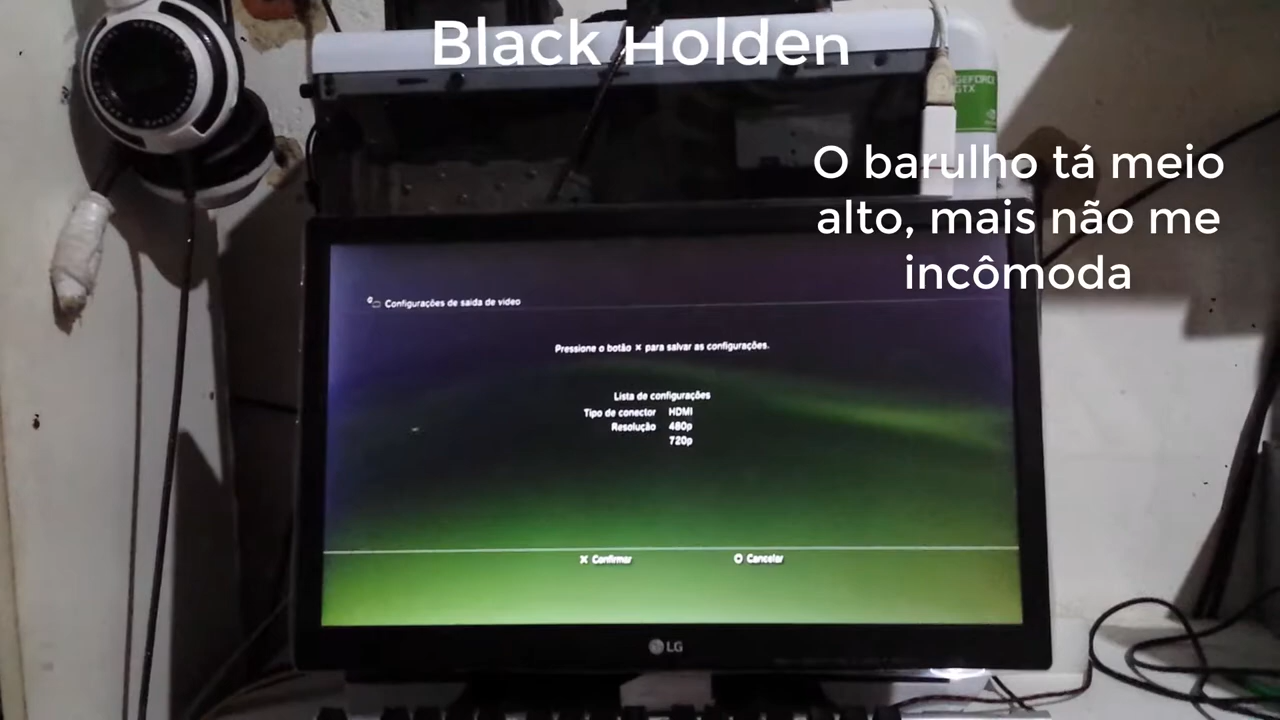 Black Holden
GEFORCE
GTX
O barulho tá meio
alto, mais não me
incômoda
Configurações de saída de vídeo
Pressione o botão × para salvar as configurações.
Lista de configurações
Tipo de conector HDMI
Resolução 480p
720p
× Confirmar
○ Cancelar
LG